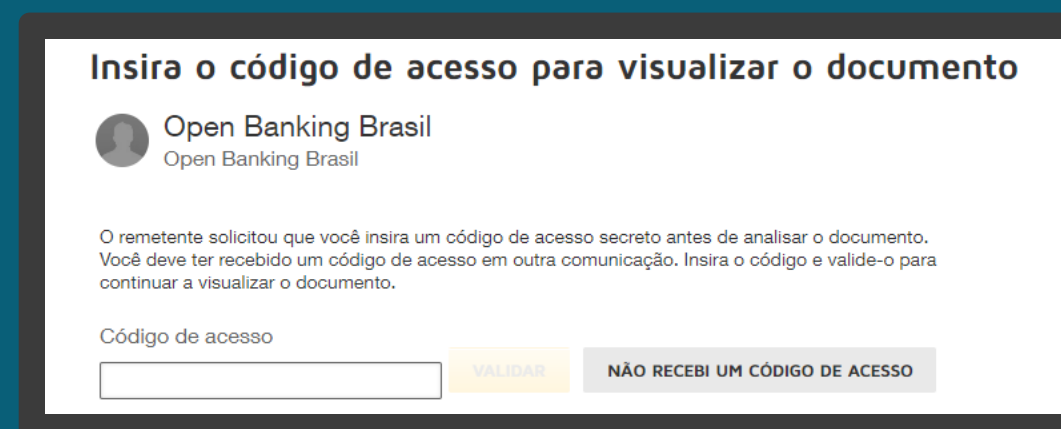 Insira o código de acesso para visualizar o documento
Open Banking Brasil
Open Banking Brasil
O remetente solicitou que você insira um código de acesso secreto antes de analisar o documento.
Você deve ter recebido um código de acesso em outra comunicação. Insira o código e valide-o para
continuar a visualizar o documento.
Código de acesso
VALIDAR
NÃO RECEBI UM CÓDIGO DE ACESSO